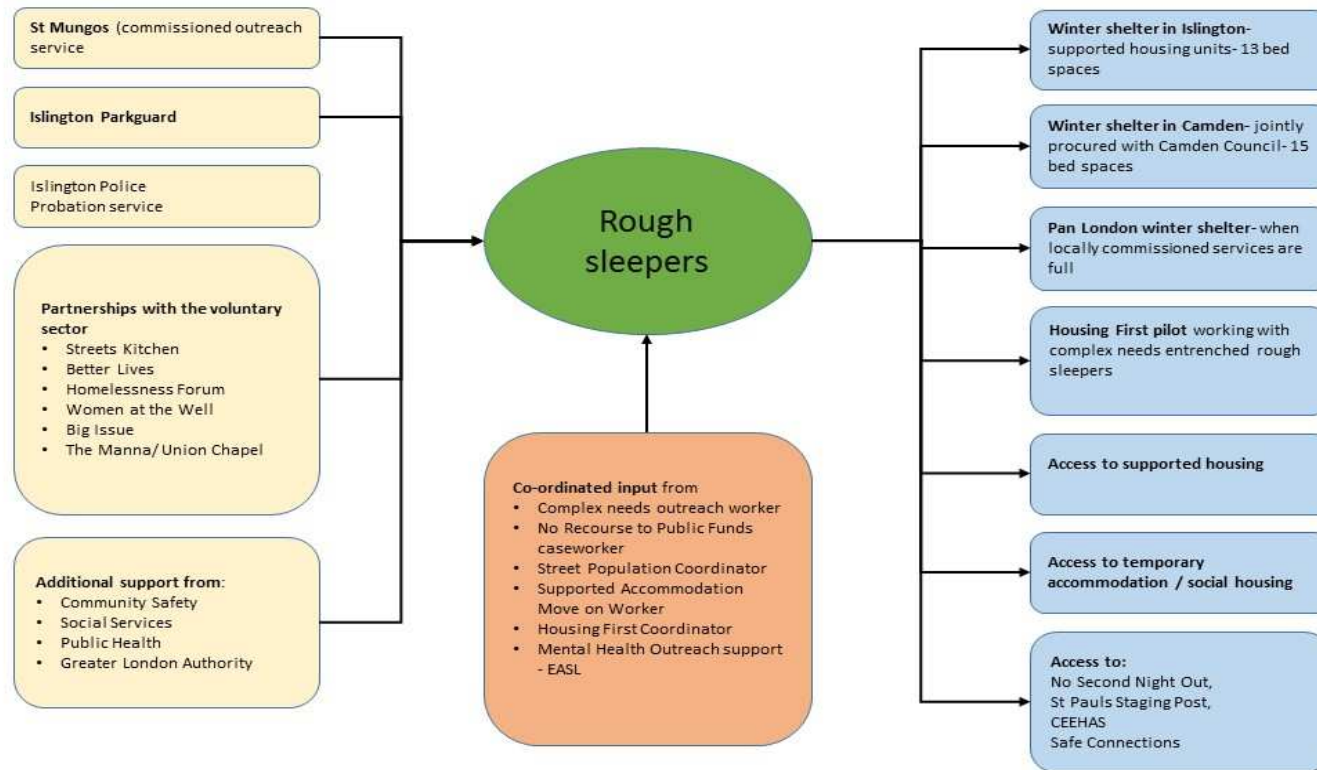 St Mungos (commissioned outreach
service
Islington Parkguard
Islington Police
Probation service
Partnerships with the voluntary
sector
• Streets Kitchen
• Better Lives
• Homelessness Forum
• Women at the Well
• Big Issue
• The Manna/ Union Chapel
Additional support from:
• Community Safety
• Social Services
• Public Health
• Greater London Authority
Rough
sleepers
Co-ordinated input from
• Complex needs outreach worker
• No Recourse to Public Funds
caseworker
• Street Population Coordinator
• Supported Accommodation
Move on Worker
• Housing First Coordinator
• Mental Health Outreach support
- EASL
Winter shelter in Islington-
supported housing units- 13 bed
spaces
Winter shelter in Camden- jointly
procured with Camden Council- 15
bed spaces
Pan London winter shelter- when
locally commissioned services are
full
Housing First pilot working with
complex needs entrenched rough
sleepers
Access to supported housing
Access to temporary
accommodation / social housing
Access to:
No Second Night Out,
St Pauls Staging Post,
CEEHAS
Safe Connections